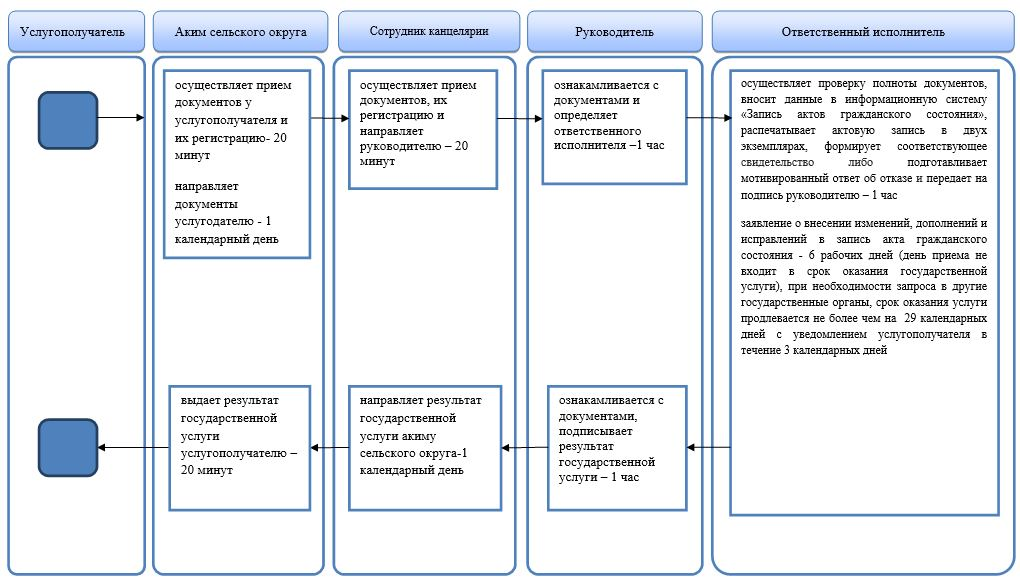 Услугополучатель
Аким сельского округа
Сотрудник канцелярии
Руководитель
Ответственный исполнитель
осуществляет прием
документов у
услугополучателя и
их регистрацию- 20
минут
направляет
документы
услугодателю - 1
календарный день
осуществляет прием
документов, их
регистрацию и
направляет
руководителю – 20
минут
ознакамливается с
документами и
определяет
ответственного
исполнителя –1 час
осуществляет проверку полноты документов,
вносит данные в информационную систему
«Запись актов гражданского состояния»,
распечатывает актовую запись в двух
экземплярах, формирует соответствующее
свидетельство либо подготавливает
мотивированный ответ об отказе и передает на
подпись руководителю – 1 час
заявление о внесении изменений, дополнений и
исправлений в запись акта гражданского
состояния - 6 рабочих дней (день приема не
входит в срок оказания государственной
услуги), при необходимости запроса в другие
государственные органы, срок оказания услуги
продлевается не более чем на 29 календарных
дней с уведомлением услугополучателя в
течение 3 календарных дней
выдает результат
государственной
услуги
услугополучателю –
20 минут
направляет результат
государственной
услуги акиму
сельского округа-1
календарный день
ознакамливается с
документами,
подписывает
результат
государственной
услуги – 1 час